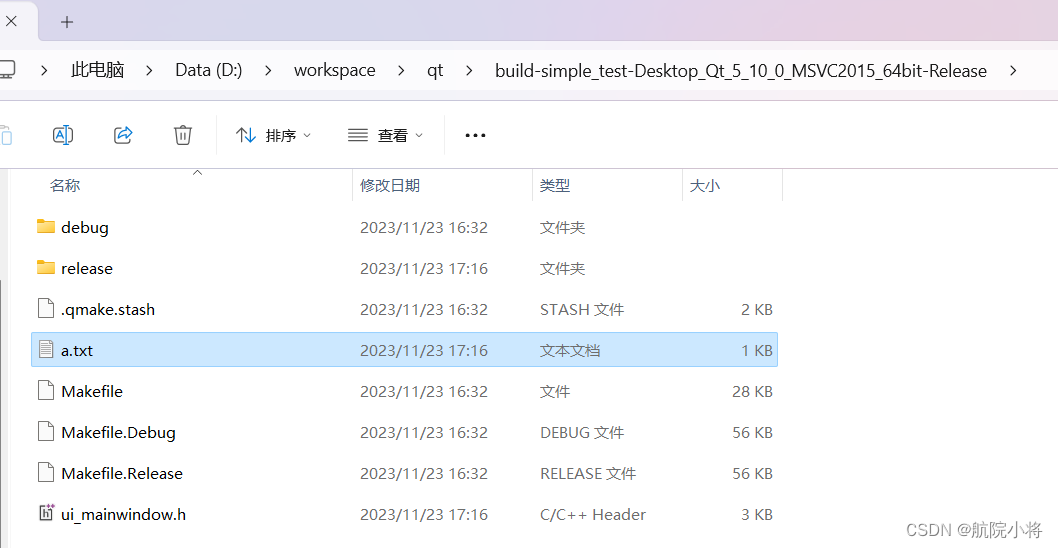 此电脑 Data (D:) workspace qt build-simple_test-Desktop_Qt_5_10_0_MSVC2015_64bit-Release
排序 查看
名称 修改日期 类型 大小
debug 2023/11/23 16:32 文件夹
release 2023/11/23 17:16 文件夹
.qmake.stash 2023/11/23 16:32 STASH 文件 2 KB
a.txt 2023/11/23 17:16 文本文档 1 KB
Makefile 2023/11/23 16:32 文件 28 KB
Makefile.Debug 2023/11/23 16:32 DEBUG 文件 56 KB
Makefile.Release 2023/11/23 16:32 RELEASE 文件 56 KB
ui_mainwindow.h 2023/11/23 17:16 C/C++ Header 3 KB
CSDN @航院小将